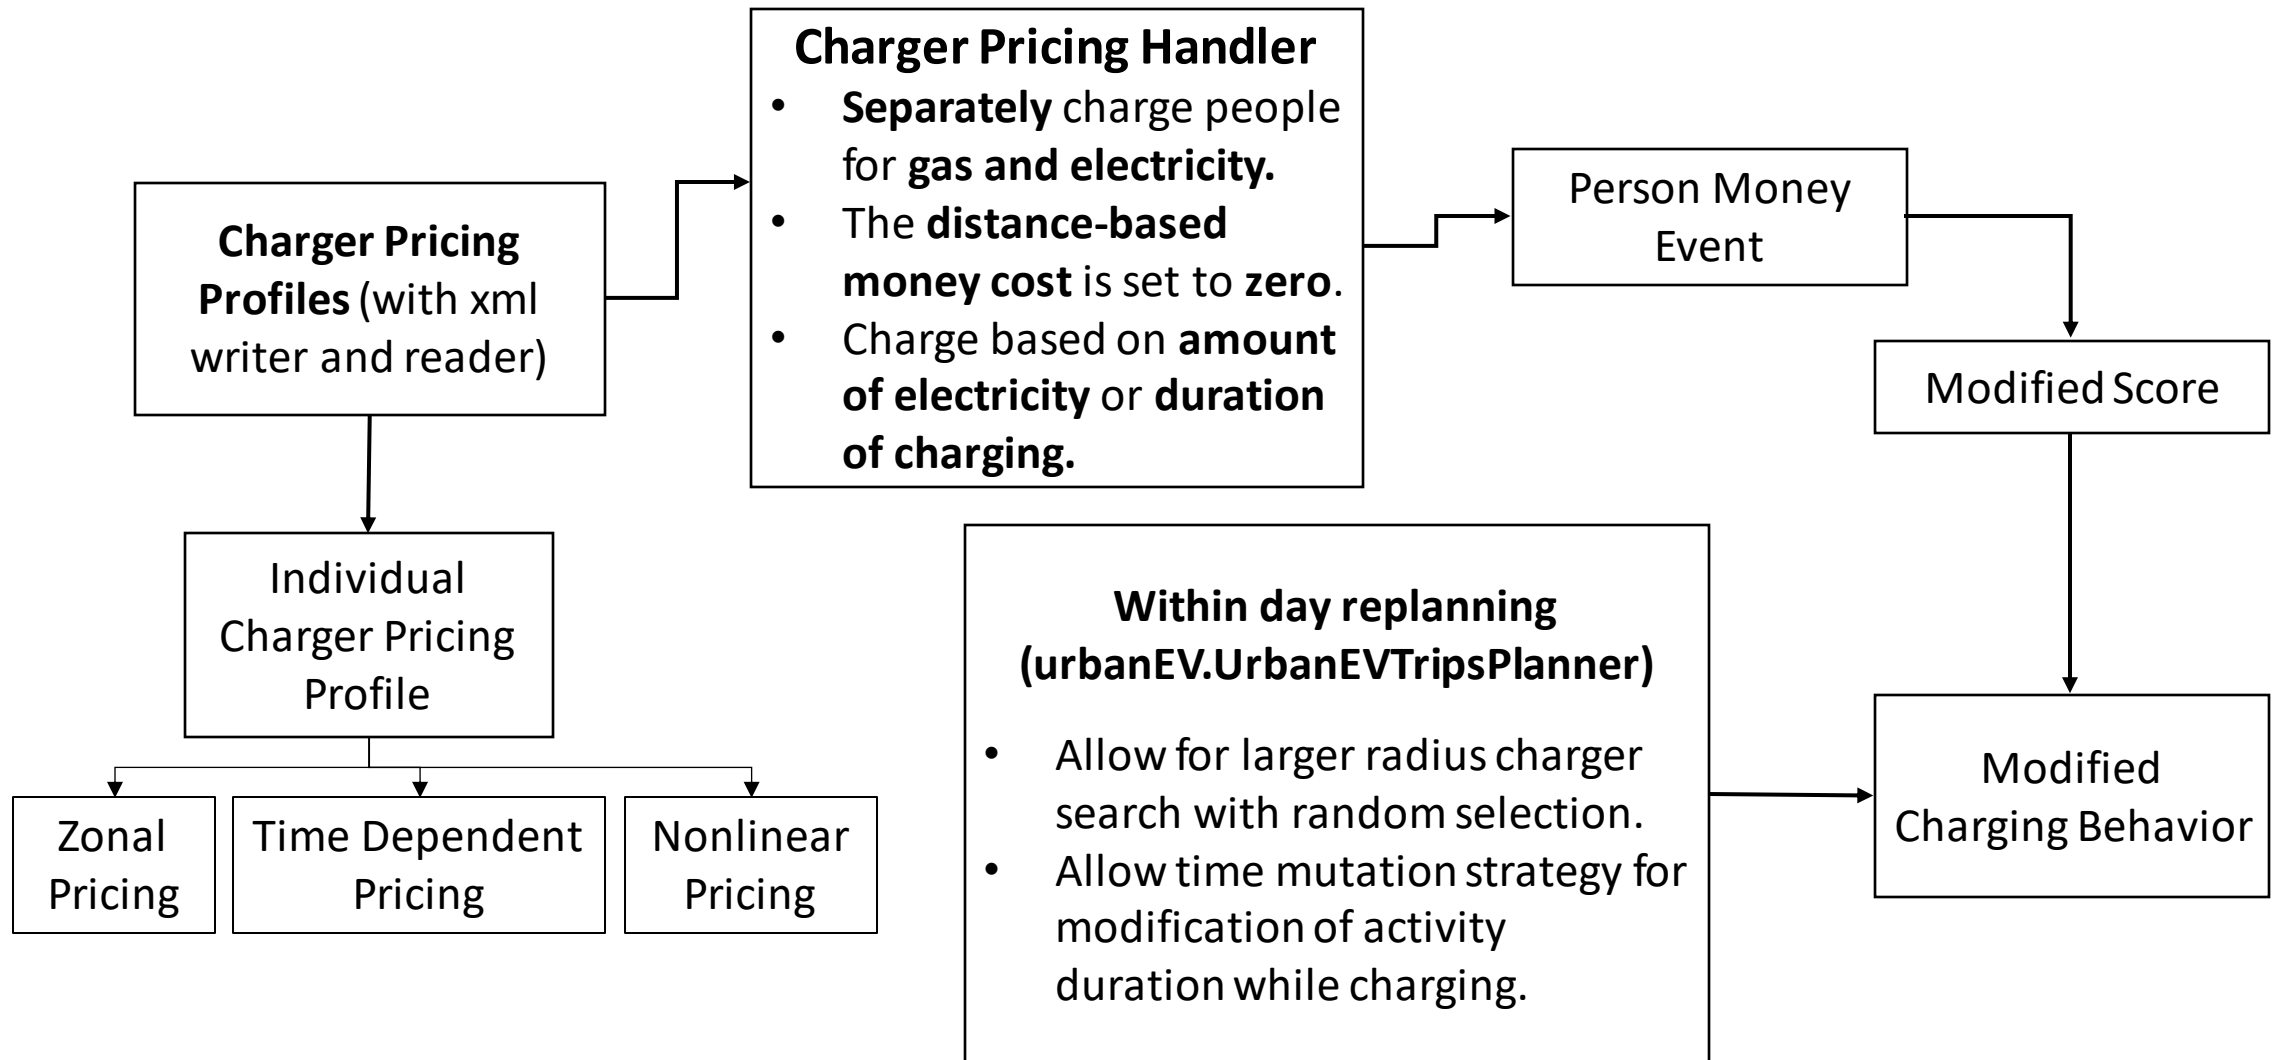 Charger Pricing Handler
• Separately charge people
for gas and electricity.
• The distance-based
money cost is set to zero.
• Charge based on amount
of electricity or duration
of charging.
Charger Pricing
Profiles (with xml
writer and reader)
Person Money
Event
Modified Score
Individual
Charger Pricing
Profile
Zonal
Pricing
Time Dependent
Pricing
Nonlinear
Pricing
Within day replanning
(urbanEV.UrbanEVTripsPlanner)
• Allow for larger radius charger
search with random selection.
• Allow time mutation strategy for
modification of activity
duration while charging.
Modified
Charging Behavior